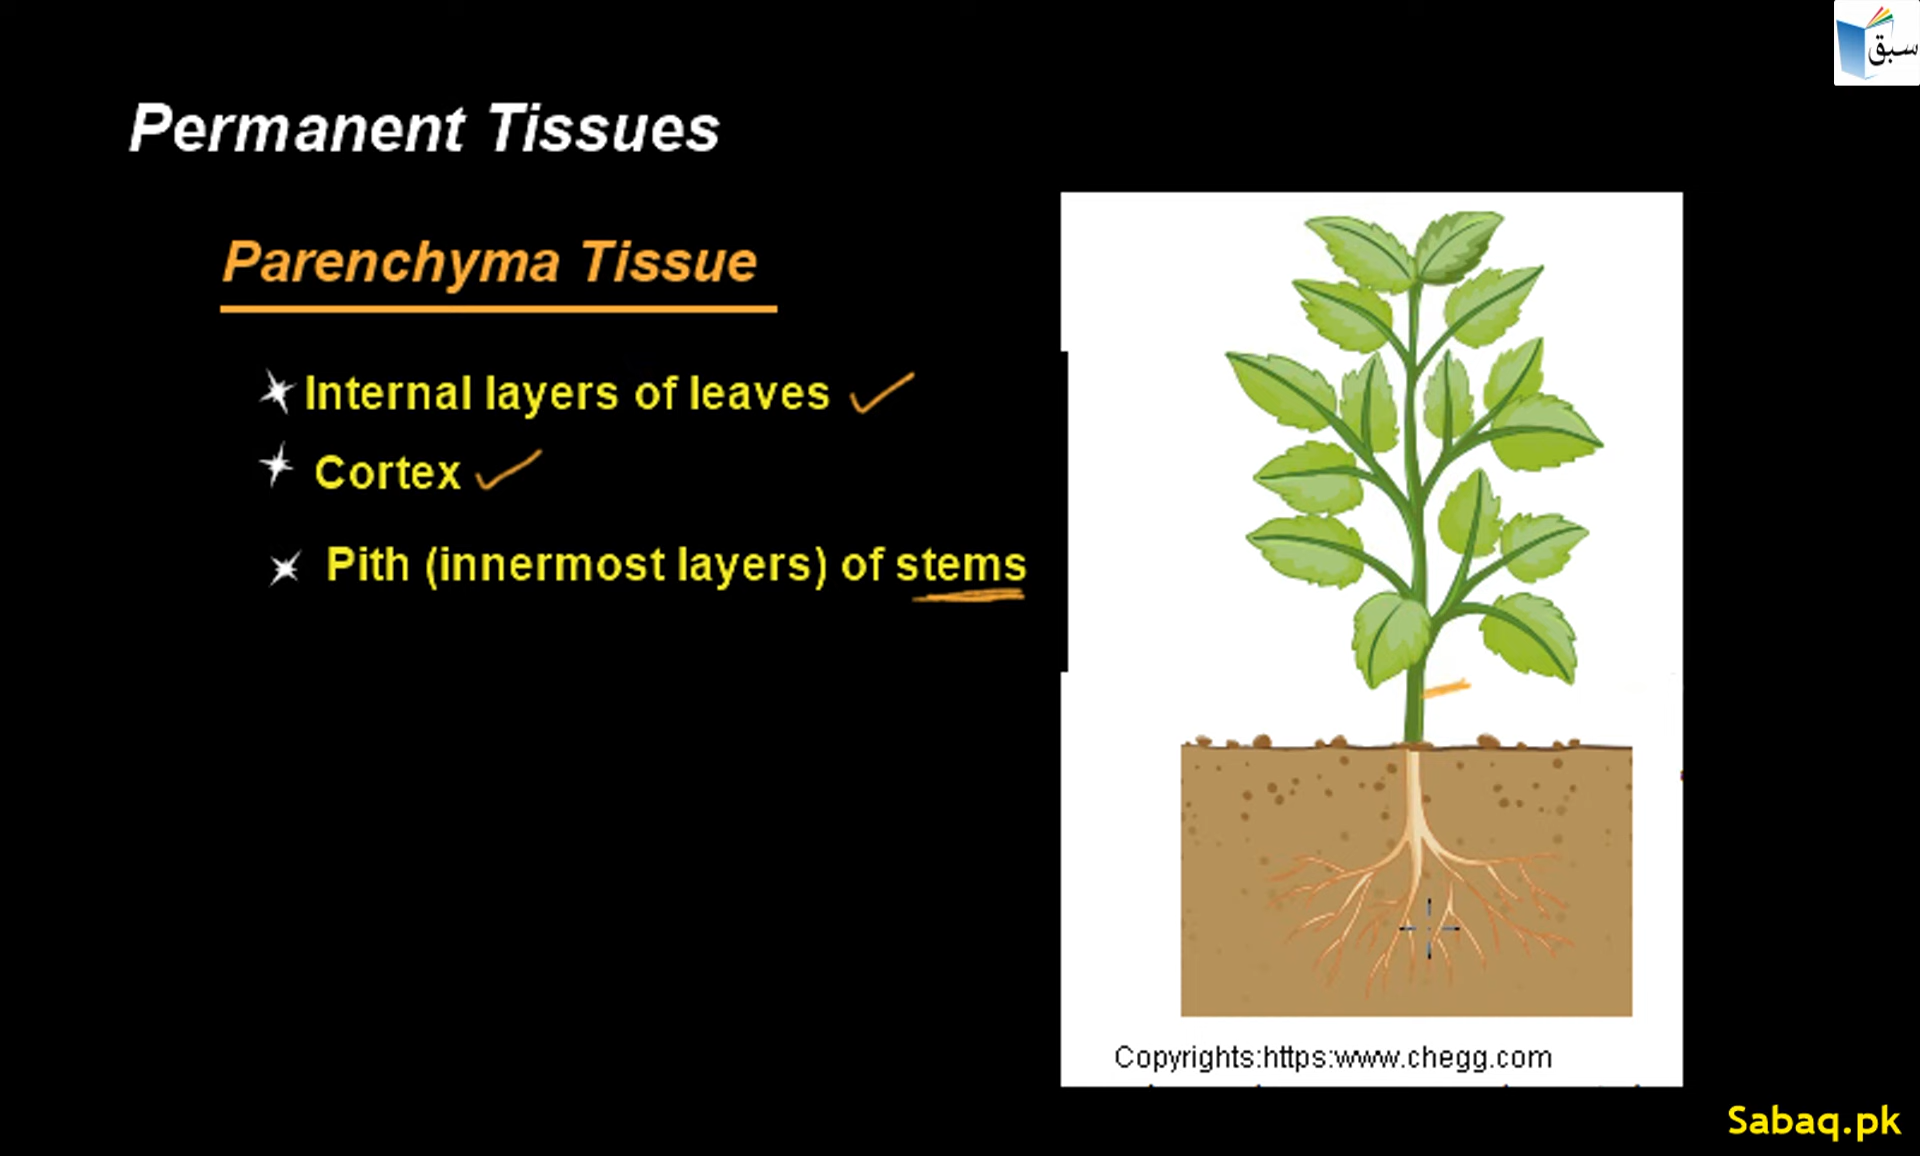 سبق
Permanent Tissues
Parenchyma Tissue
Internal layers of leaves
Cortex
Pith (innermost layers) of stems
Copyrights:https:www.chegg.com
Sabaq.pk